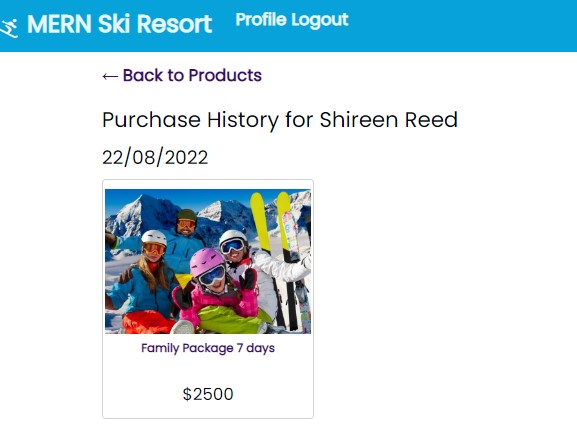 MERN Ski Resort Profile Logout
← Back to Products
Purchase History for Shireen Reed
22/08/2022
Family Package 7 days
$2500